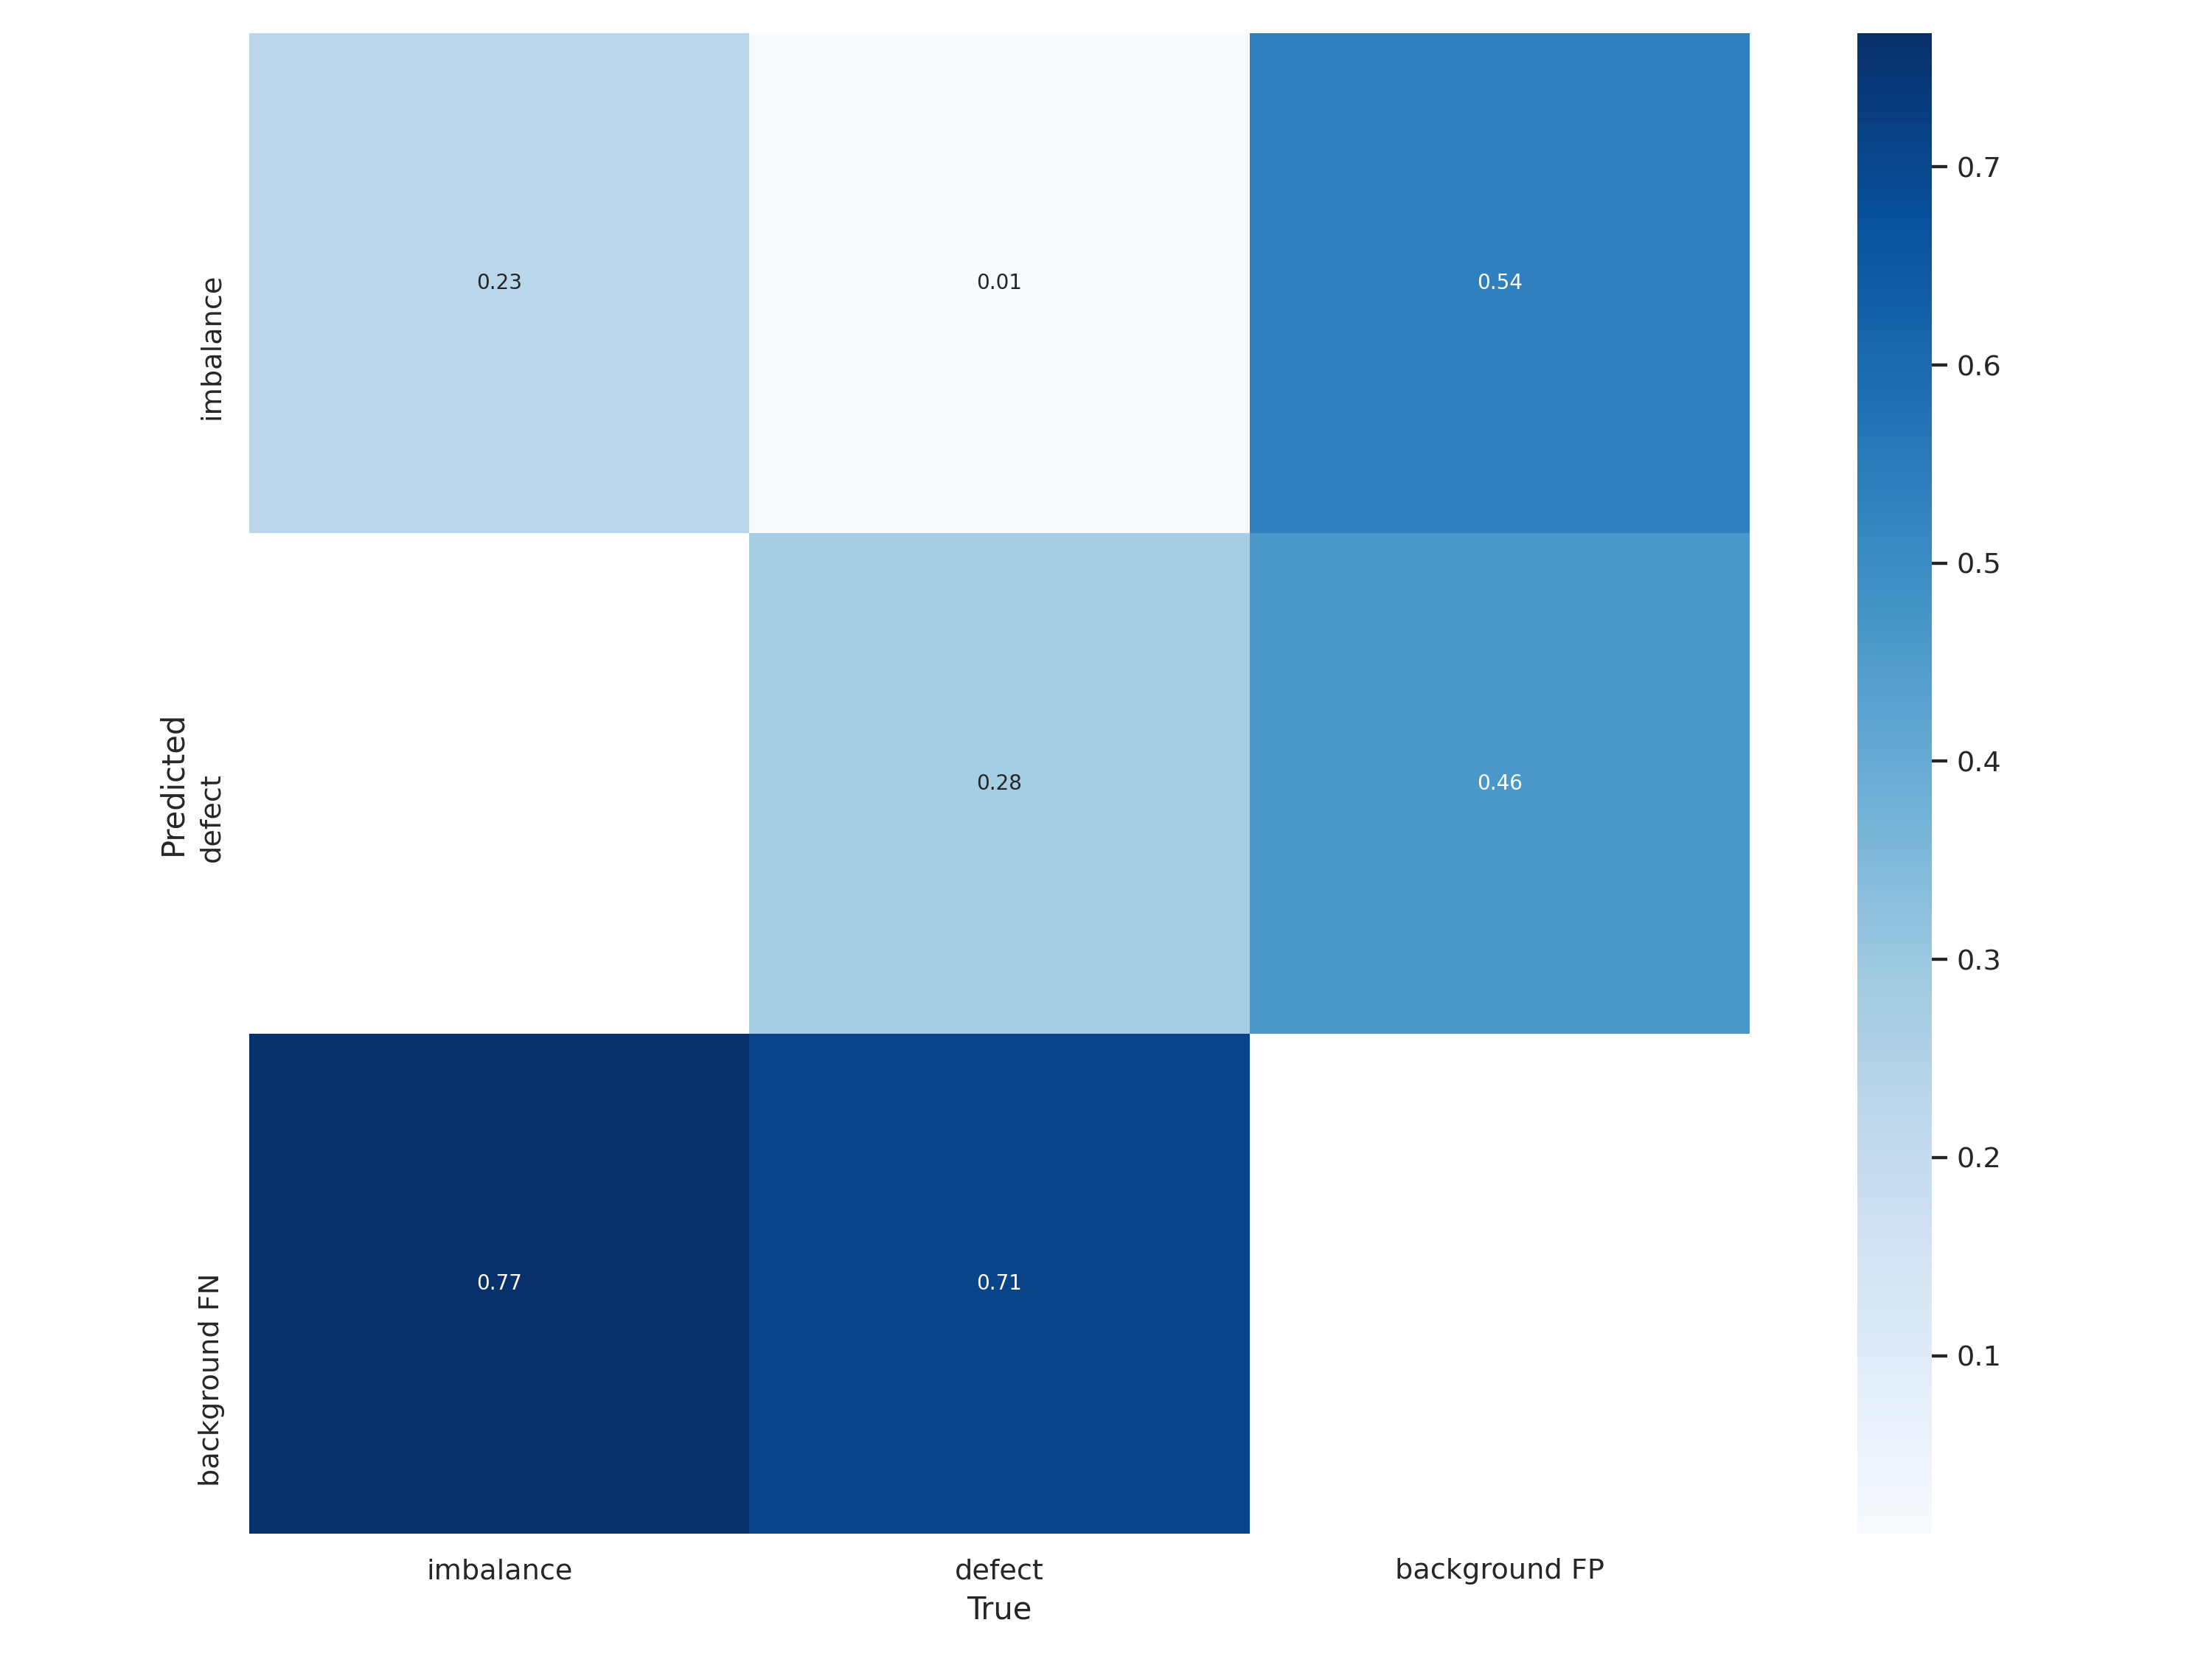 imbalance
defect
background FN
Predicted
0.23
0.01
0.54
0.28
0.46
0.77
0.71
imbalance
defect
background FP
True
0.7
0.6
0.5
0.4
0.3
0.2
0.1